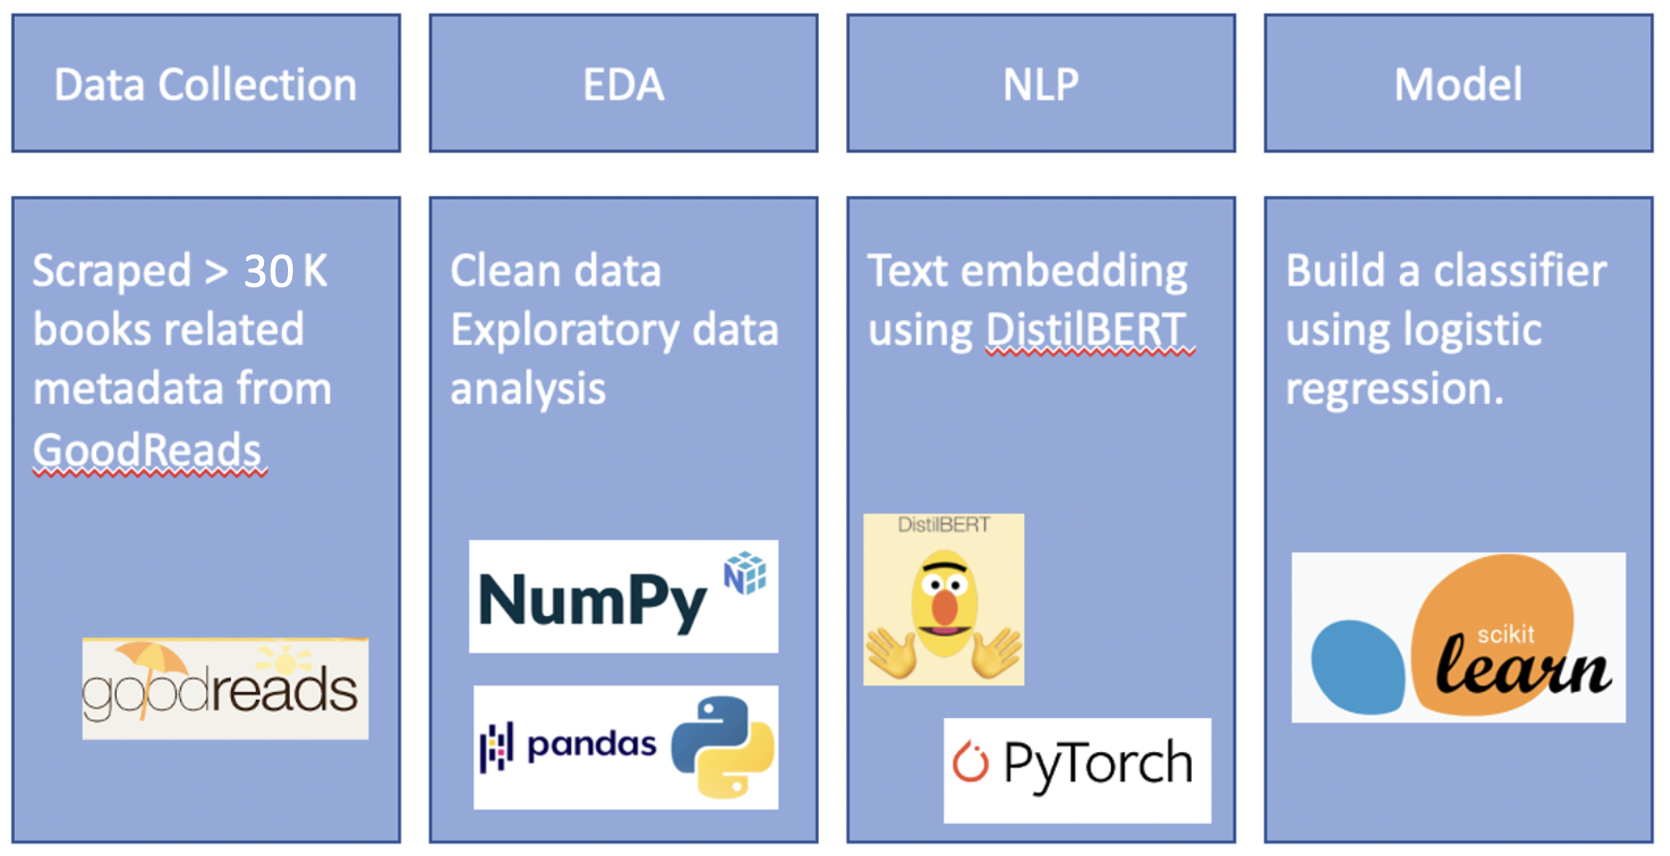 Data Collection
EDA
NLP
Model
Scraped > 30 K
books related
metadata from
GoodReads
goodreads
Clean data
Exploratory data
analysis
NumPy
pandas
Text embedding
using DistilBERT
DistilBERT
PyTorch
Build a classifier
using logistic
regression.
scikit
learn